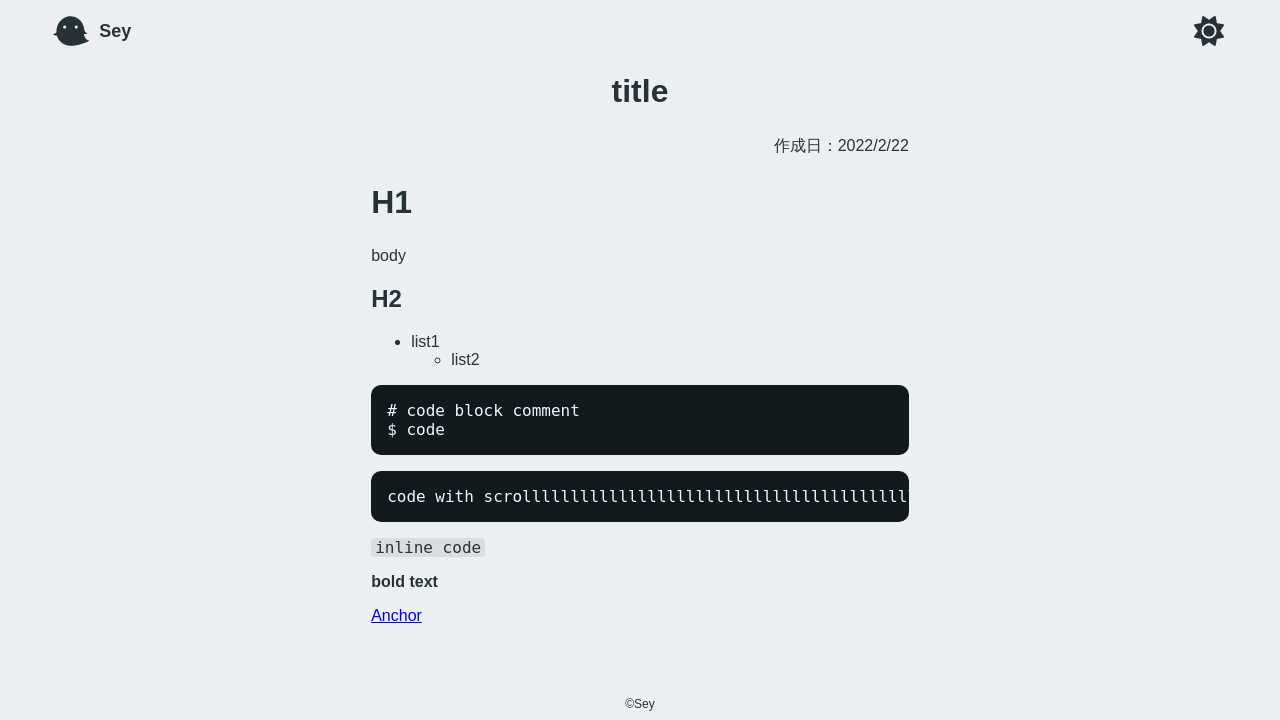 Sey
title
作成日：2022/2/22
H1
body
H2
list1
list2
# code block comment
$ code
code with scrollllllllllllllllllllllllllllllllllllllll
inline code
bold text
Anchor
©Sey